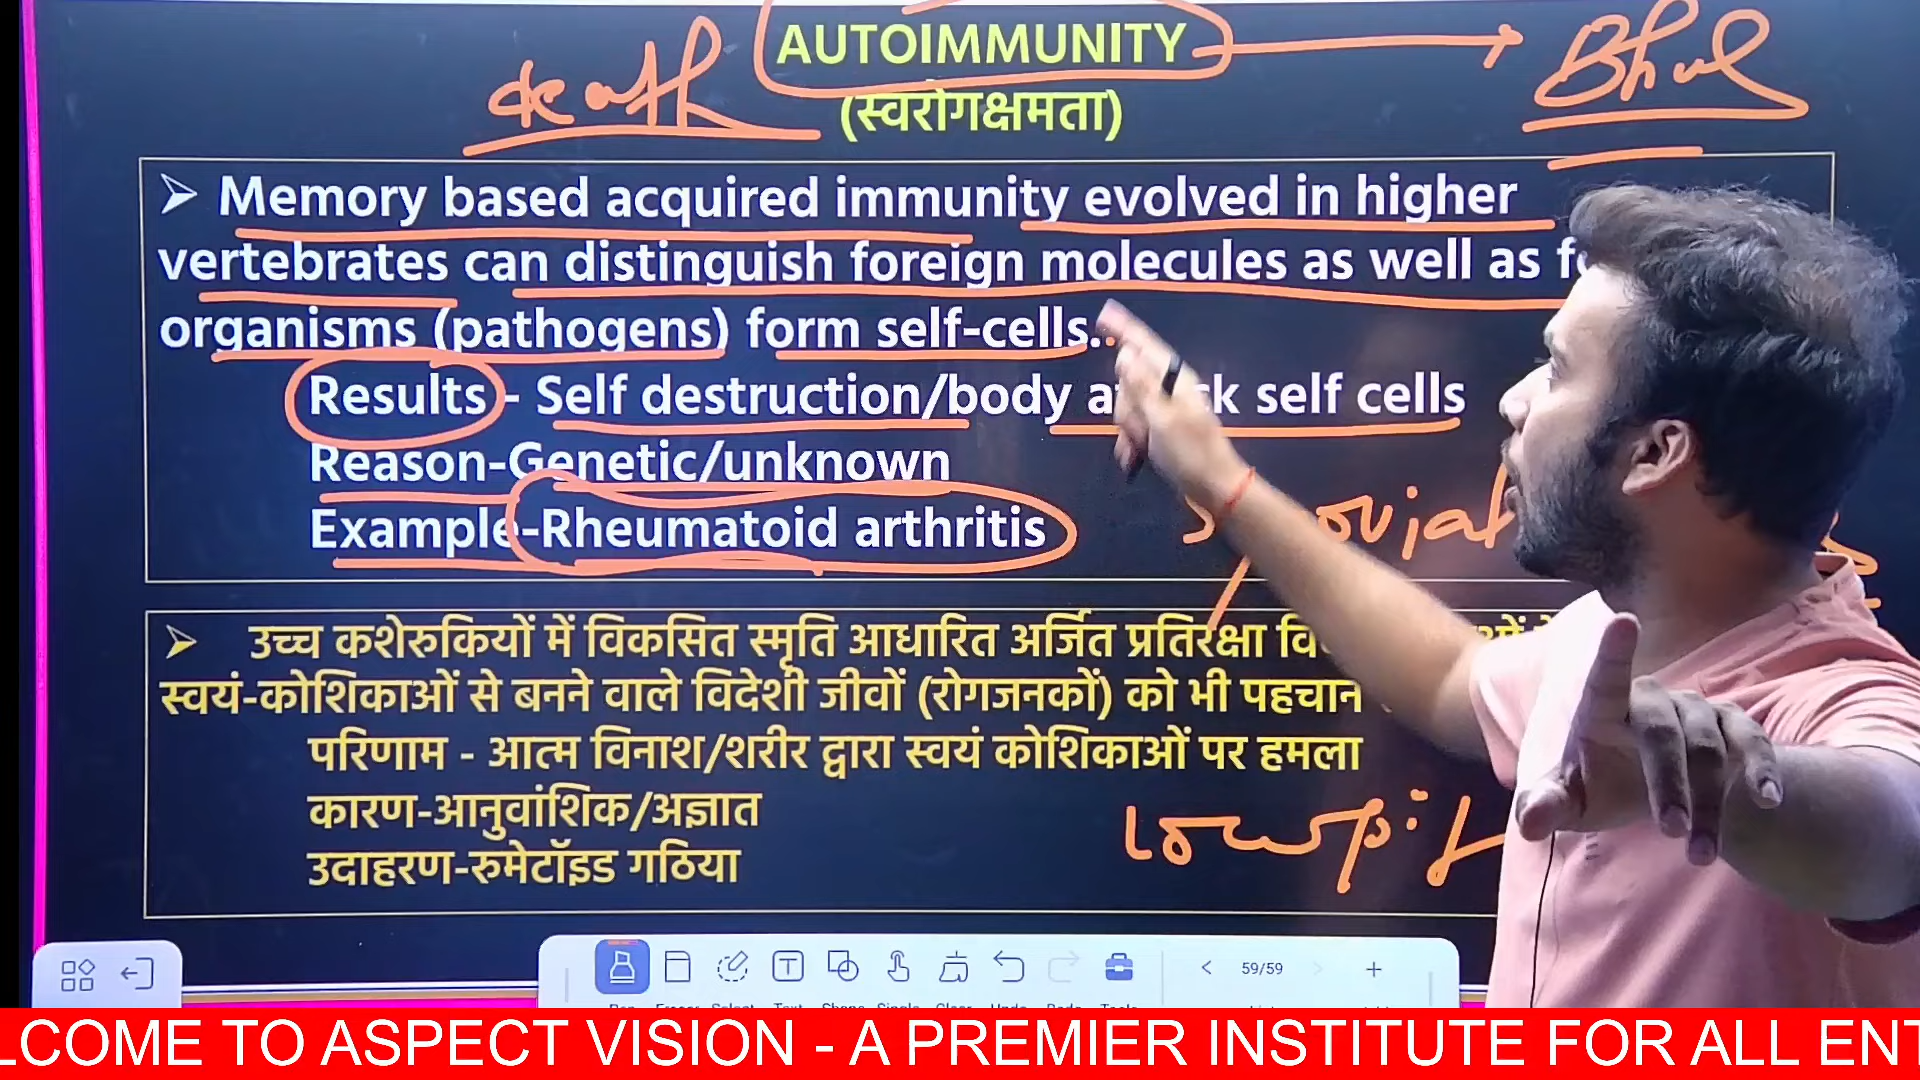 AUTOIMMUNITY
death
Bhul
(स्वरोगक्षमता)
➢ Memory based acquired immunity evolved in higher
vertebrates can distinguish foreign molecules as well as
organisms (pathogens) form self-cells.
Results - Self destruction/body self cells
Reason-Genetic/unknown
Example-Rheumatoid arthritis
➢ उच्च कशेरुकियों में विकसित स्मृति आधारित अर्जित प्रतिरक्षा
स्वयं-कोशिकाओं से बनने वाले विदेशी जीवों (रोगजनकों) को भी पहचान
परिणाम - आत्म विनाश/शरीर द्वारा स्वयं कोशिकाओं पर हमला
कारण-आनुवांशिक/अज्ञात
उदाहरण-रुमेटॉइड गठिया
59/59
LCOME TO ASPECT VISION - A PREMIER INSTITUTE FOR ALL ENT